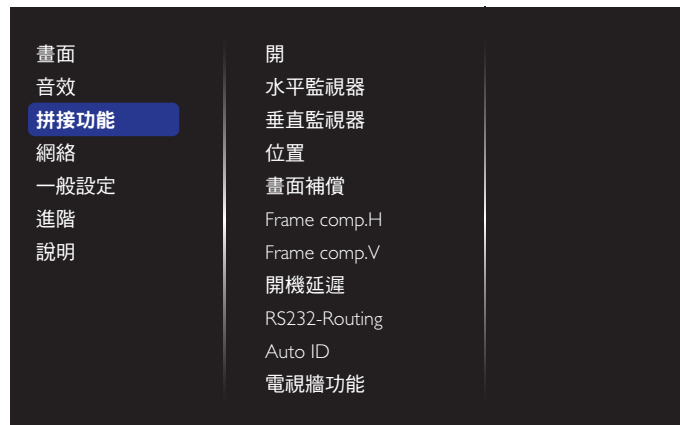 畫面
音效
拼接功能
網絡
一般設定
進階
說明
開
水平監視器
垂直監視器
位置
畫面補償
Frame comp.H
Frame comp.V
開機延遲
RS232-Routing
Auto ID
電視牆功能